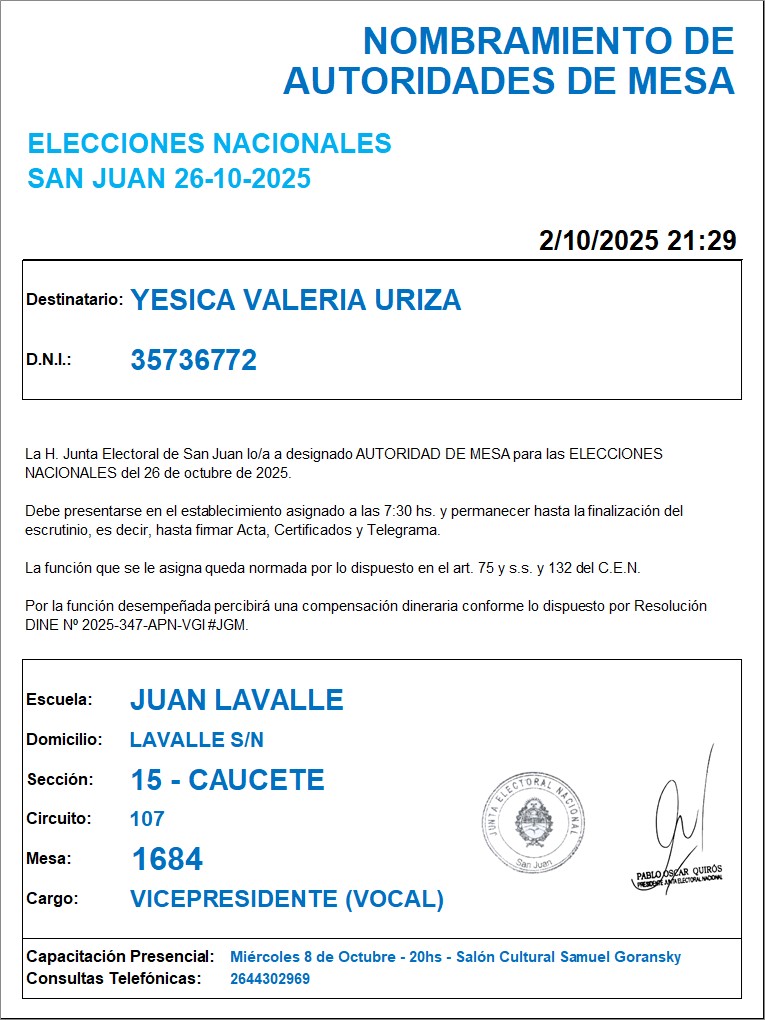 NOMBRAMIENTO DE
AUTORIDADES DE MESA
ELECCIONES NACIONALES
SAN JUAN 26-10-2025
2/10/2025 21:29
Destinatario: YESICA VALERIA URIZA
D.N.I.: 35736772
La H. Junta Electoral de San Juan lo/a a designado AUTORIDAD DE MESA para las ELECCIONES
NACIONALES del 26 de octubre de 2025.
Debe presentarse en el establecimiento asignado a las 7:30 hs. y permanecer hasta la finalización del
escrutinio, es decir, hasta firmar Acta, Certificados y Telegrama.
La función que se le asigna queda normada por lo dispuesto en el art. 75 y s.s. y 132 del C.E.N.
Por la función desempeñada percibirá una compensación dineraria conforme lo dispuesto por Resolución
DINE Nº 2025-347-APN-VGI#JGM.
Escuela: JUAN LAVALLE
Domicilio: LAVALLE S/N
Sección: 15 - CAUCETE
Circuito: 107
Mesa: 1684
Cargo: VICEPRESIDENTE (VOCAL)
JUNTA ELECTORAL NACIONAL
San Juan
PABLO OSCAR QUIRÓS
PRESIDENTE JUNTA ELECTORAL NACIONAL
Capacitación Presencial: Miércoles 8 de Octubre - 20hs - Salón Cultural Samuel Goransky
Consultas Telefónicas: 2644302969